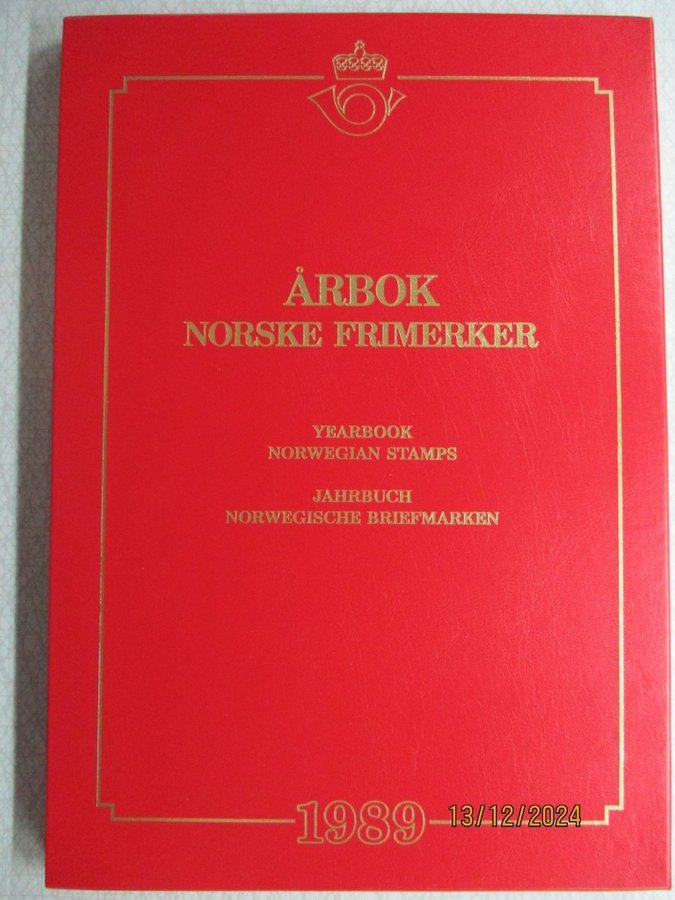 ÅRBOK
NORSKE FRIMERKER
YEARBOOK
NORWEGIAN STAMPS
JAHRBUCH
NORWEGISCHE BRIEFMARKEN
1989
13/12/2024